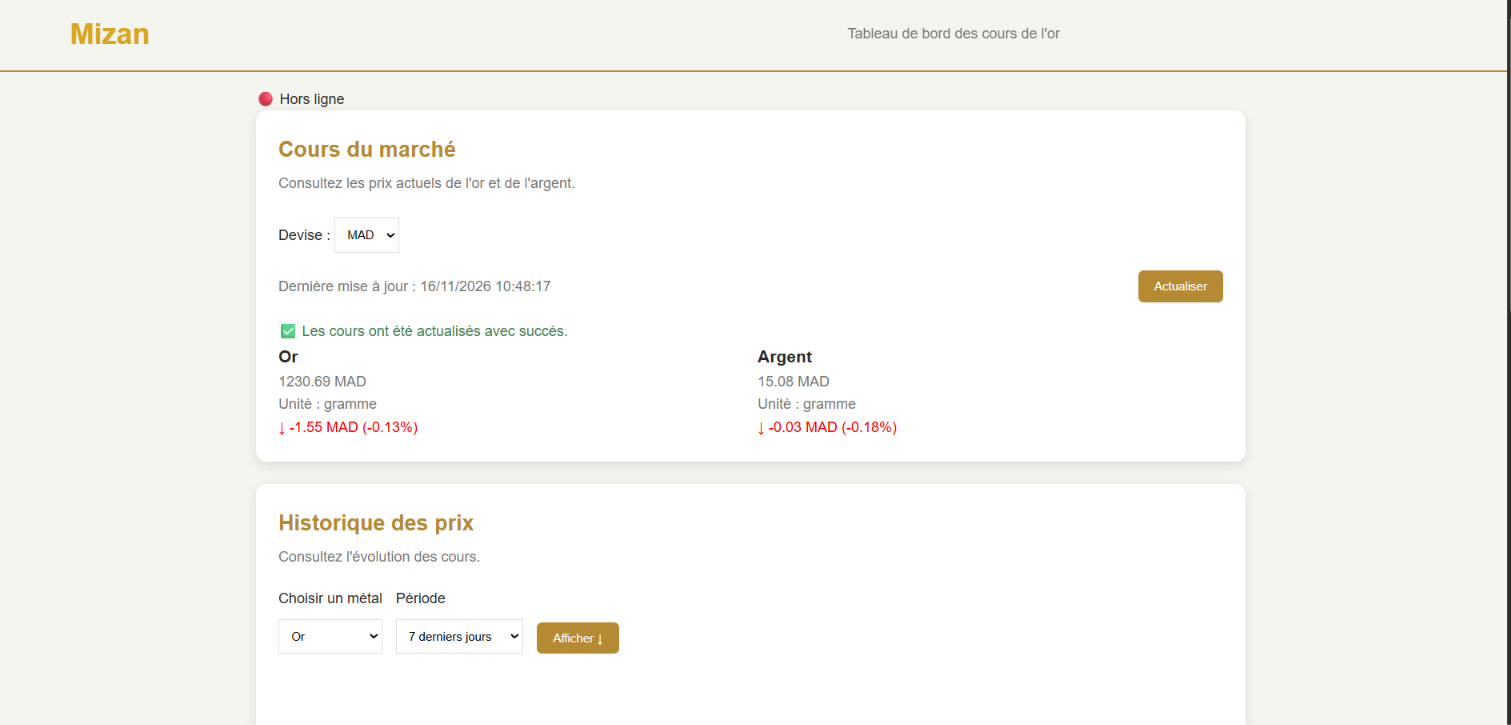 Mizan
Tableau de bord des cours de l'or
Hors ligne
Cours du marché
Consultez les prix actuels de l'or et de l'argent.
Devise : MAD
Dernière mise à jour : 16/11/2026 10:48:17
Actualiser
✅ Les cours ont été actualisés avec succès.
Or
1230.69 MAD
Unité : gramme
↓ -1.55 MAD (-0.13%)
Argent
15.08 MAD
Unité : gramme
↓ -0.03 MAD (-0.18%)
Historique des prix
Consultez l'évolution des cours.
Choisir un métal
Période
Or
7 derniers jours
Afficher ↓